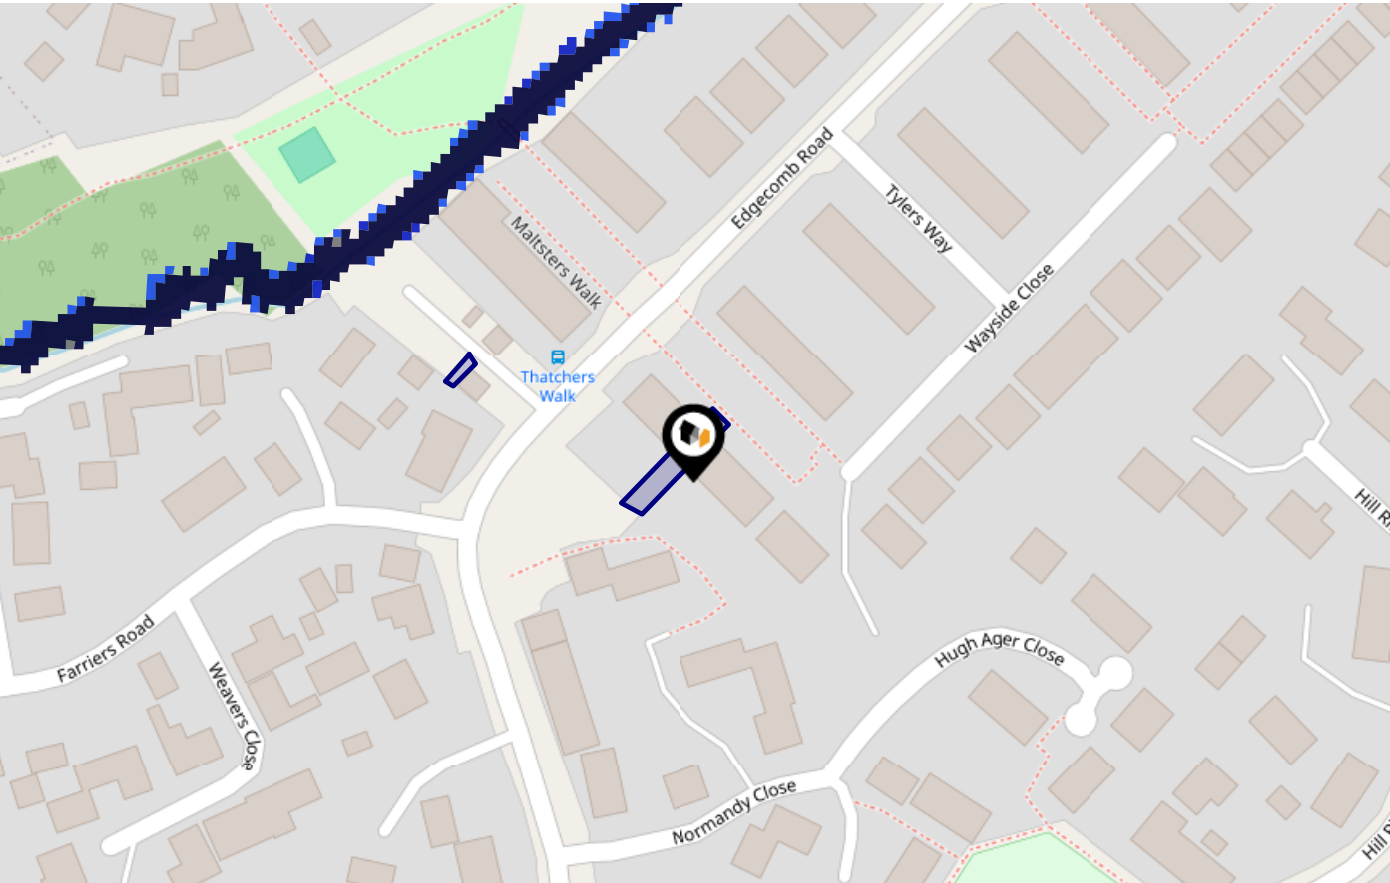 Edgecomb Road
Tylers Way
Maltsters Walk
Wayside Close
Thatchers
Walk
Hill R
Farriers Road
Weavers Close
Hugh Ager Close
Normandy Close
Hill R